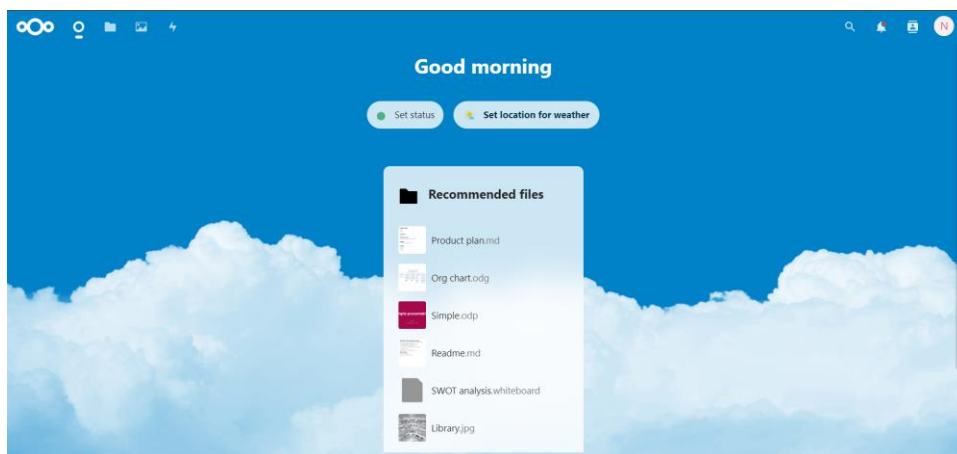 N
Good morning
Set status
Set location for weather
Recommended files
Product plan.md
Org chart.odg
Simple.odp
Readme.md
SWOT analysis.whiteboard
Library.jpg